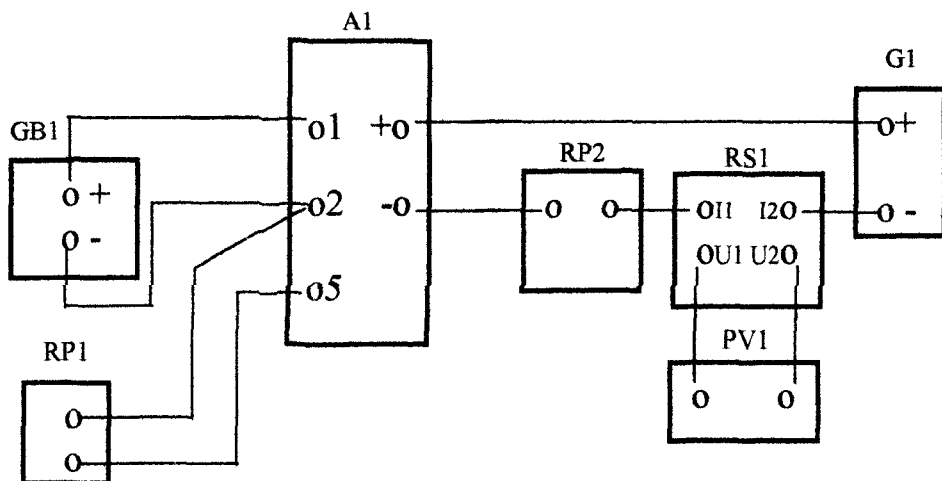 A1
G1
GB1
o1 +o
o+
RP2
RS1
o +
o -
o2
-o
o o
oI1 I2o
o -
oU1 U2o
o5
RP1
PV1
o
o
o o